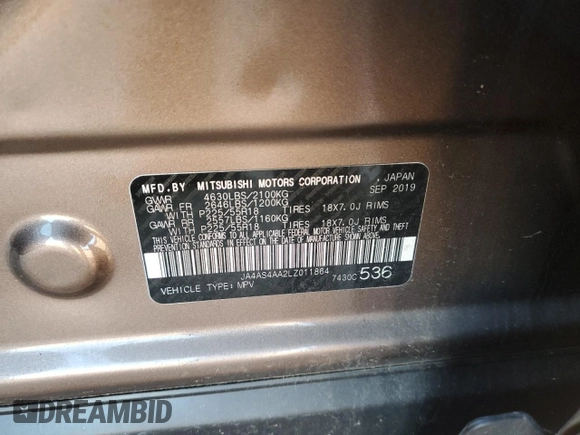 MFD.BY MITSUBISHI MOTORS CORPORATION , JAPAN
GVWR 4630LBS/2100KG SEP 2019
GAWR FR 2646LBS/1200KG
WITH P225/55R18 TIRES 18X7.0J RIMS
GAWR RR 2557LBS/1160KG
WITH P225/55R18 TIRES 18X7.0J RIMS
THIS VEHICLE CONFORMS TO ALL APPLICABLE FEDERAL MOTOR
VEHICLE SAFETY, BUMPER, AND THEFT
PREVENTION STANDARDS IN EFFECT ON THE DATE OF MANUFACTURE SHOWN ABOVE.
JA4AS4AA2LZ011864 7430C 536
VEHICLE TYPE: MPV
DREAMBID